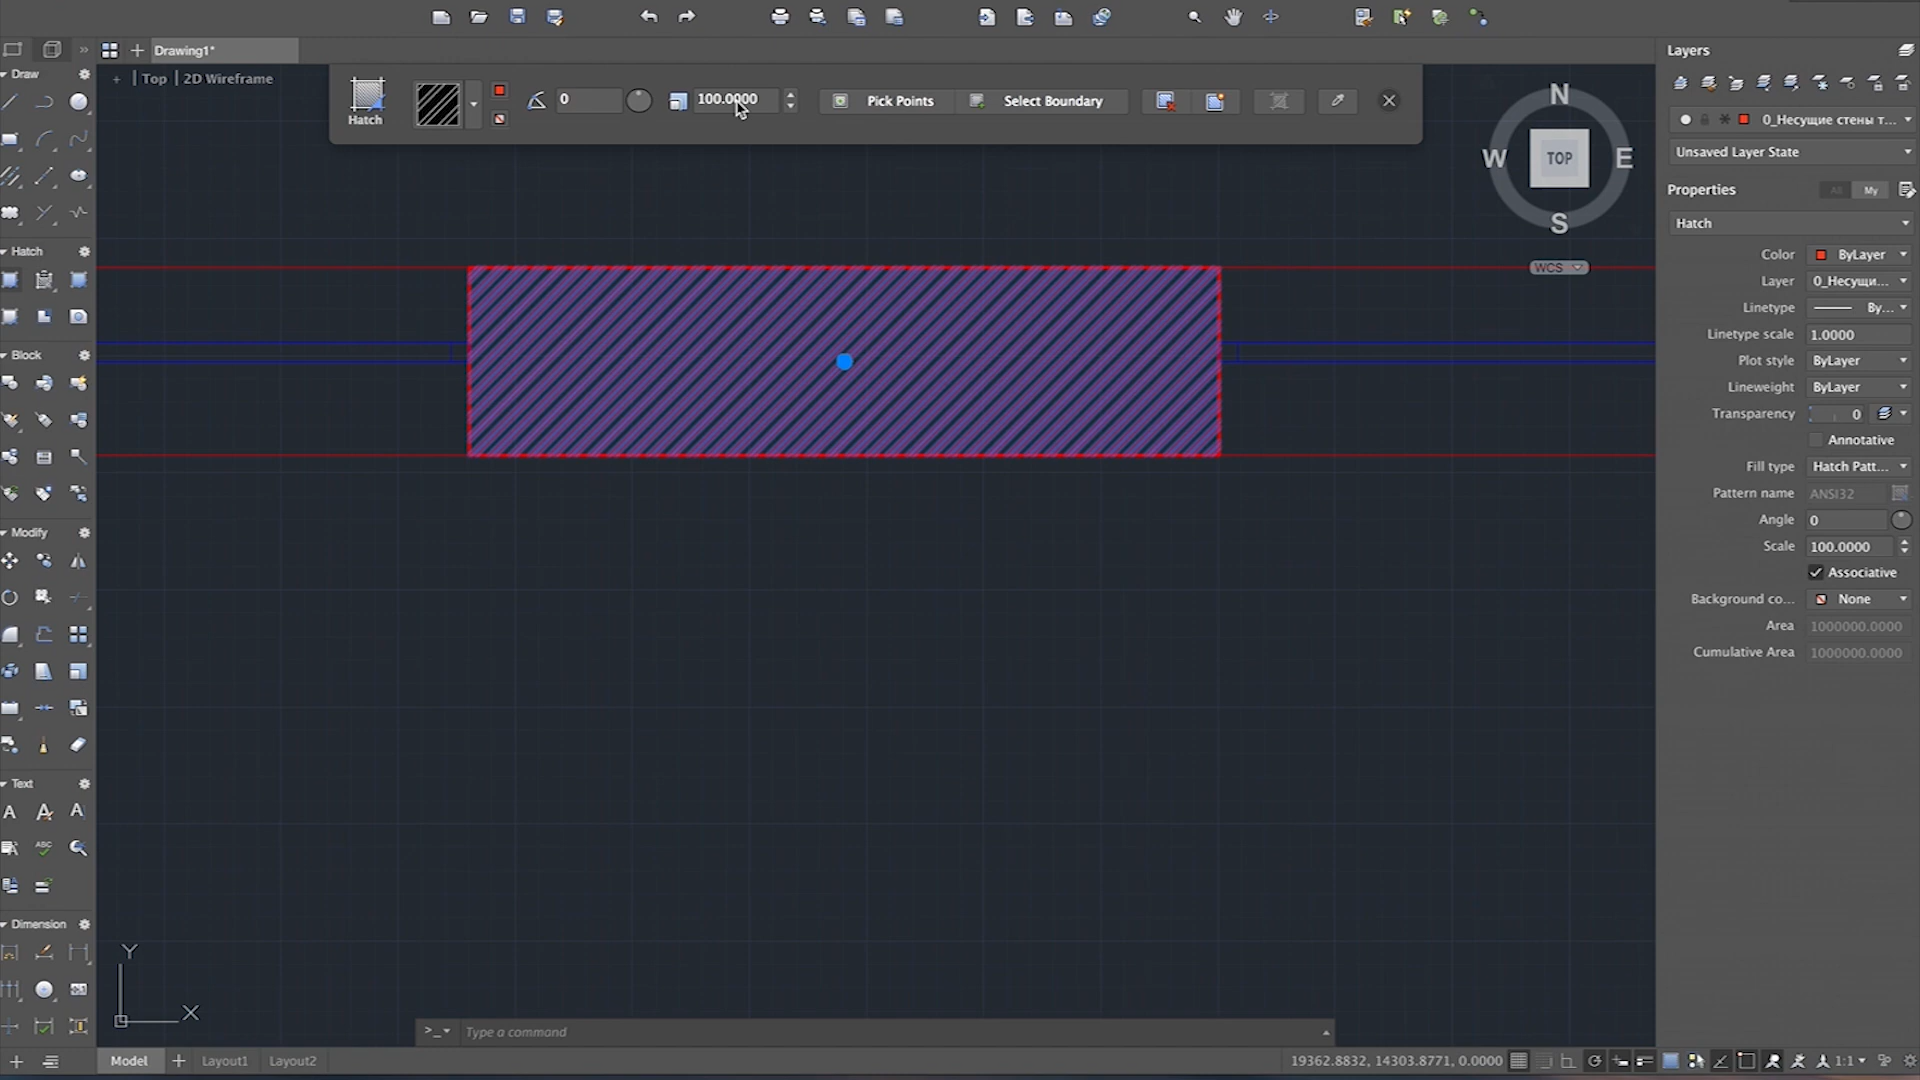 Drawing1*
Layers
Draw
+ | Top | 2D Wireframe
Hatch
0
100.0000
Pick Points
Select Boundary
N
W
TOP
E
S
WCS
0_Несущие стены т...
Unsaved Layer State
Properties
All
My
Hatch
Color
ByLayer
Layer
0_Несущи...
Linetype
By...
Linetype scale
1.0000
Plot style
ByLayer
Lineweight
ByLayer
Transparency
0
Annotative
Fill type
Hatch Patt...
Pattern name
ANSI32
Angle
0
Scale
100.0000
Associative
Background co...
None
Area
1000000.0000
Cumulative Area
1000000.0000
Hatch
Block
Modify
Text
A
A
A
ABC
Dimension
Y
X
>_
Type a command
Model
Layout1
Layout2
19362.8832, 14303.8771, 0.0000
1:1